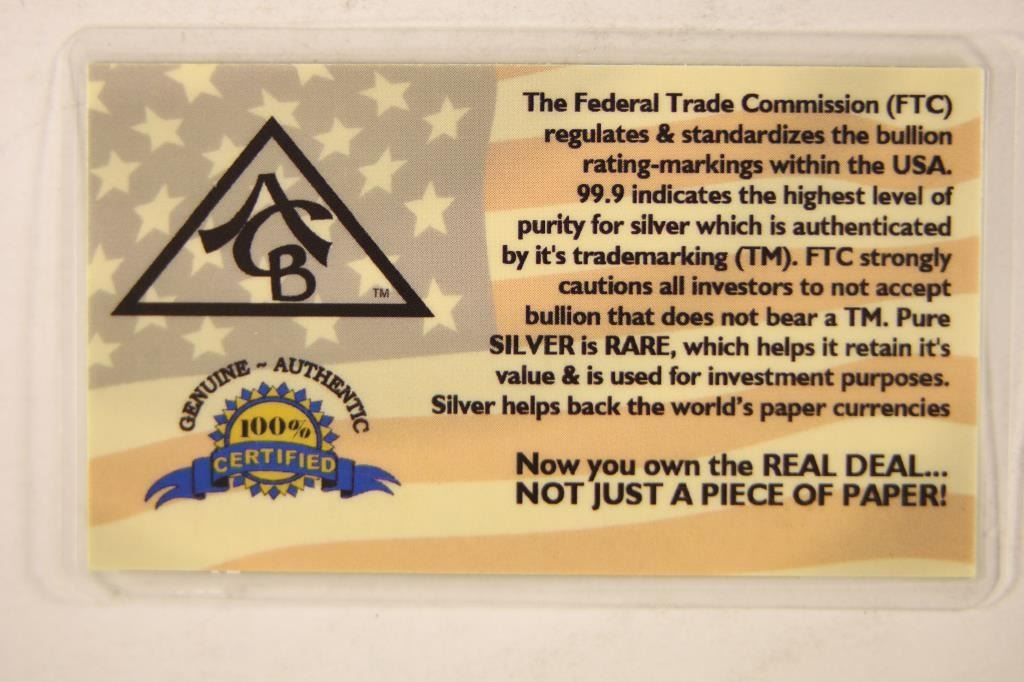 ACB
TM
GENUINE ~ AUTHENTIC
100%
CERTIFIED
The Federal Trade Commission (FTC)
regulates & standardizes the bullion
rating-markings within the USA.
99.9 indicates the highest level of
purity for silver which is authenticated
by it's trademarking (TM). FTC strongly
cautions all investors to not accept
bullion that does not bear a TM. Pure
SILVER is RARE, which helps it retain it's
value & is used for investment purposes.
Silver helps back the world's paper currencies
Now you own the REAL DEAL...
NOT JUST A PIECE OF PAPER!